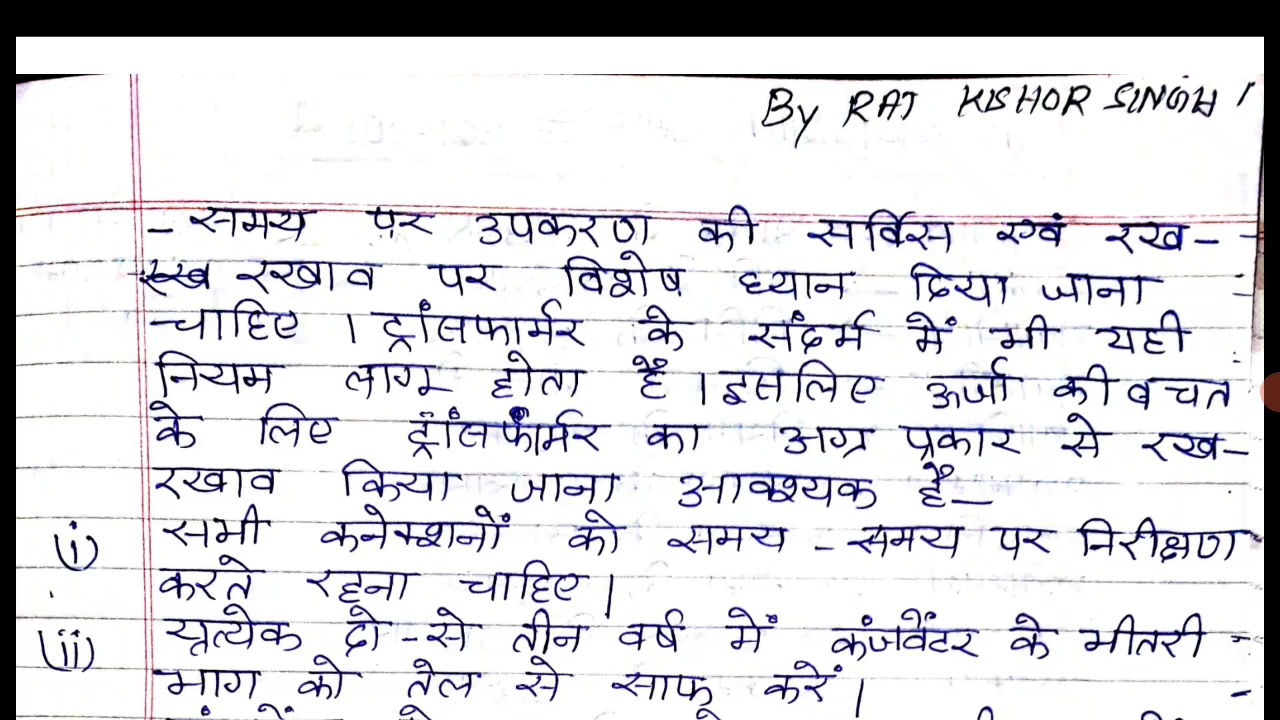 By RAJ KISHOR SINGH
- समय पर उपकरण की सर्विस एवं रख-
रखाव पर विशेष ध्यान दिया जाना
चाहिए । ट्रांसफार्मर के संदर्भ में भी यही
नियम लागू होता है । इसलिए ऊर्जा की बचत
के लिए ट्रांसफॉर्मर का अग्र प्रकार से रख-
रखाव किया जाना आवश्यक है—
(i) सभी कनेक्शनों को समय - समय पर निरीक्षण
करते रहना चाहिए ।
(ii) प्रत्येक दो - से तीन वर्ष में कंजर्वेटर के भीतरी
भाग को तेल से साफ करें ।